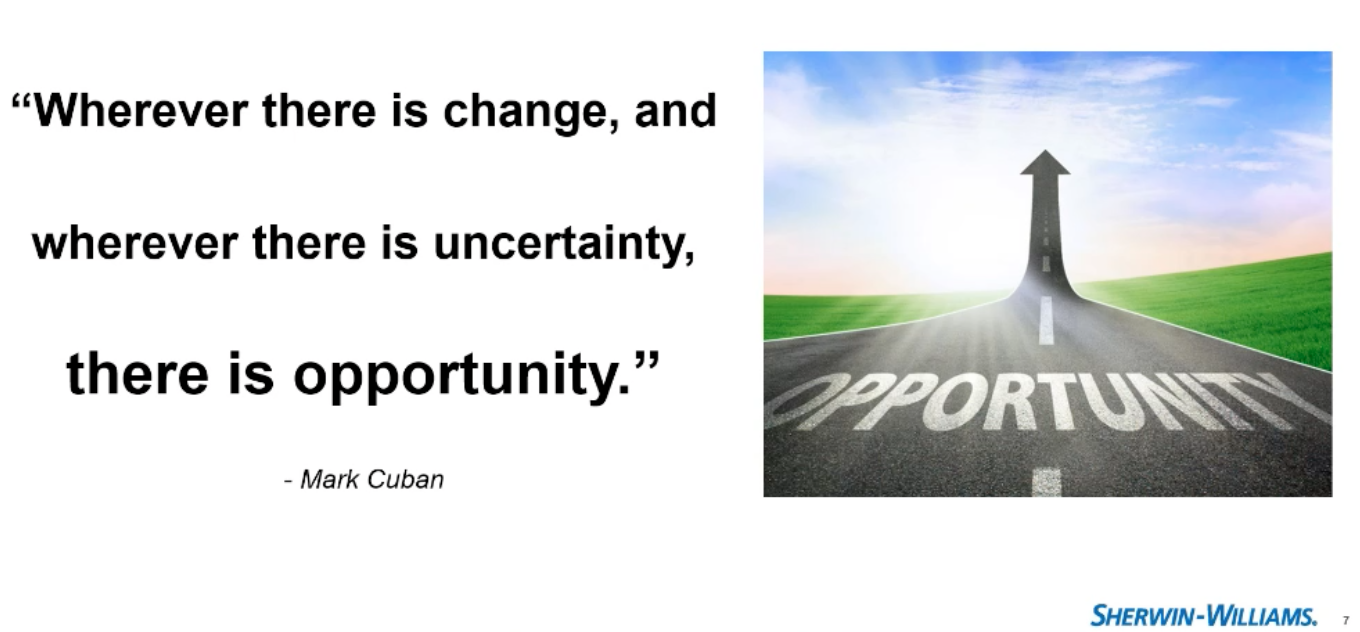 “Wherever there is change, and
wherever there is uncertainty,
there is opportunity.”
- Mark Cuban
OPPORTUNITY
SHERWIN-WILLIAMS.
7